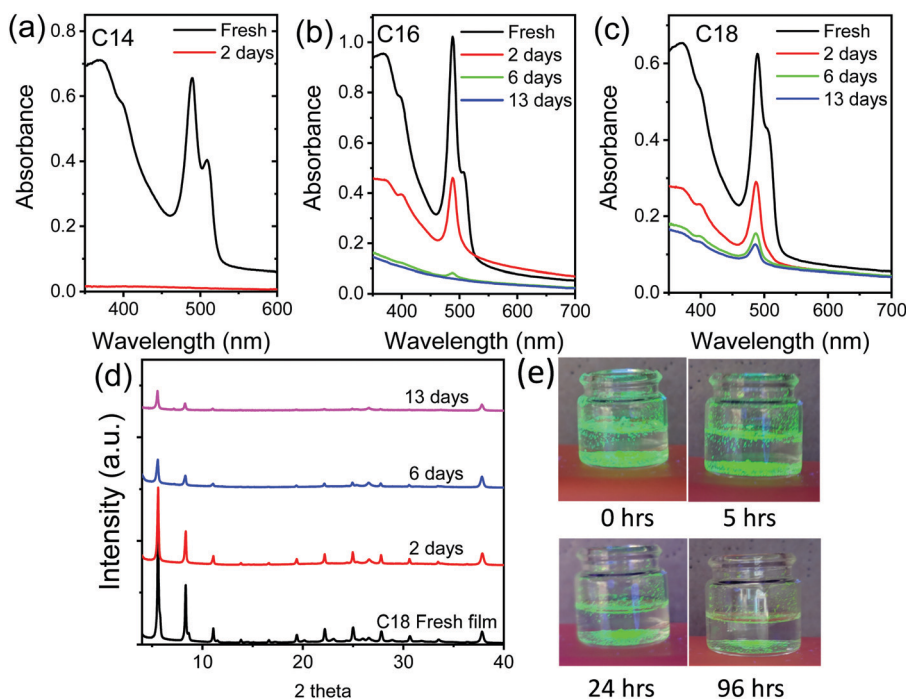 (a)
C14
Fresh
2 days
0.8
0.6
0.4
0.2
0.0
Absorbance
400
500
600
Wavelength (nm)
(b)
C16
Fresh
2 days
6 days
13 days
1.0
0.8
0.6
0.4
0.2
0.0
Absorbance
400
500
600
700
Wavelength (nm)
(c)
C18
Fresh
2 days
6 days
13 days
0.6
0.4
0.2
0.0
Absorbance
400
500
600
700
Wavelength (nm)
(d)
13 days
6 days
2 days
C18 Fresh film
Intensity (a.u.)
10
20
30
40
2 theta
(e)
0 hrs
5 hrs
24 hrs
96 hrs